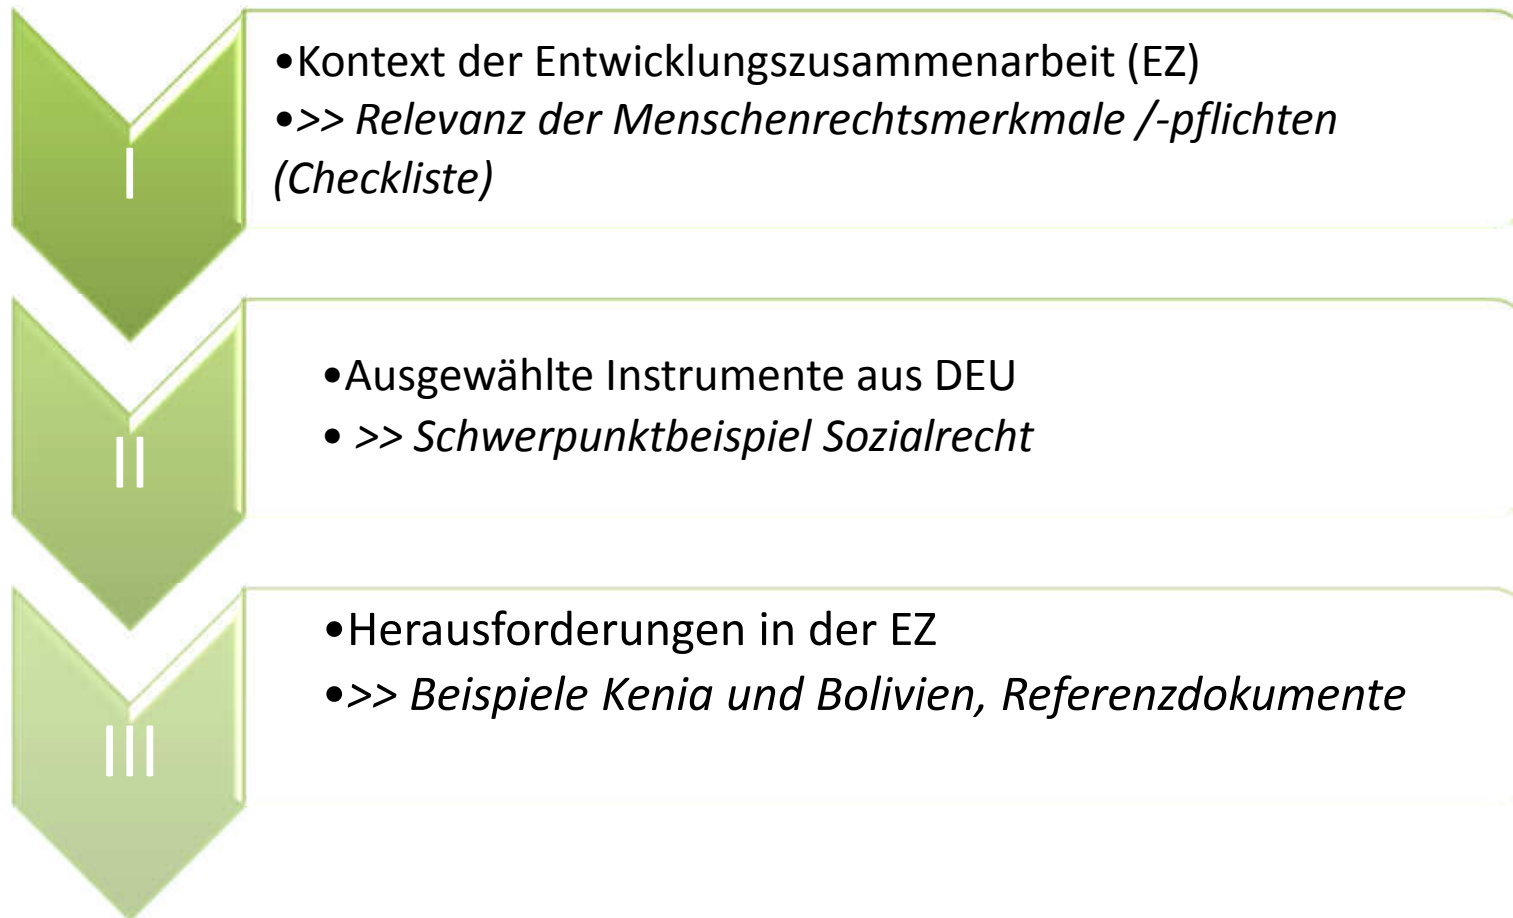 I
•Kontext der Entwicklungszusammenarbeit (EZ)
•>> Relevanz der Menschenrechtsmerkmale /-pflichten
(Checkliste)
II
•Ausgewählte Instrumente aus DEU
• >> Schwerpunktbeispiel Sozialrecht
III
•Herausforderungen in der EZ
•>> Beispiele Kenia und Bolivien, Referenzdokumente